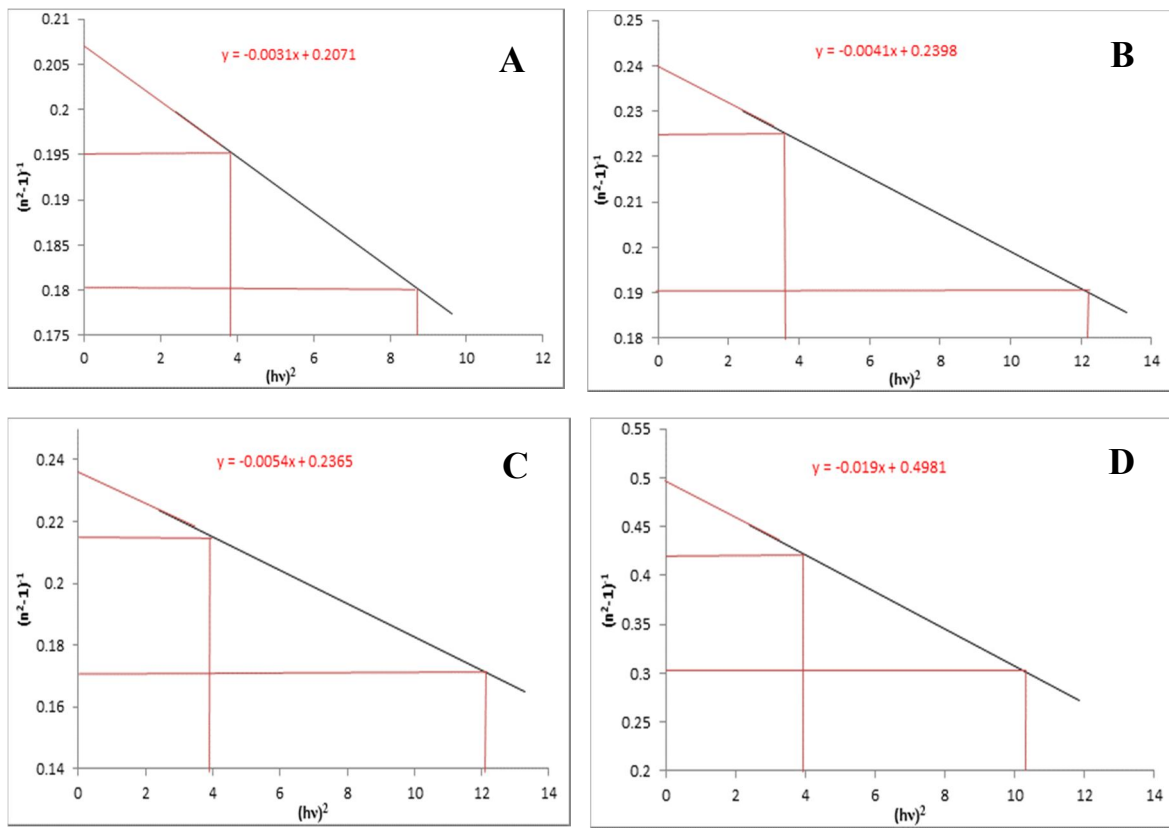 A
y = -0.0031x + 0.2071
0.21
0.205
0.2
0.195
0.19
0.185
0.18
0.175
(n²-1)⁻¹
0 2 4 6 8 10 12
(hν)²
B
y = -0.0041x + 0.2398
0.25
0.24
0.23
0.22
0.21
0.2
0.19
0.18
(n²-1)⁻¹
0 2 4 6 8 10 12 14
(hν)²
C
y = -0.0054x + 0.2365
0.24
0.22
0.2
0.18
0.16
0.14
(n²-1)⁻¹
0 2 4 6 8 10 12 14
(hν)²
D
y = -0.019x + 0.4981
0.55
0.5
0.45
0.4
0.35
0.3
0.25
0.2
(n²-1)⁻¹
0 2 4 6 8 10 12 14
(hν)²